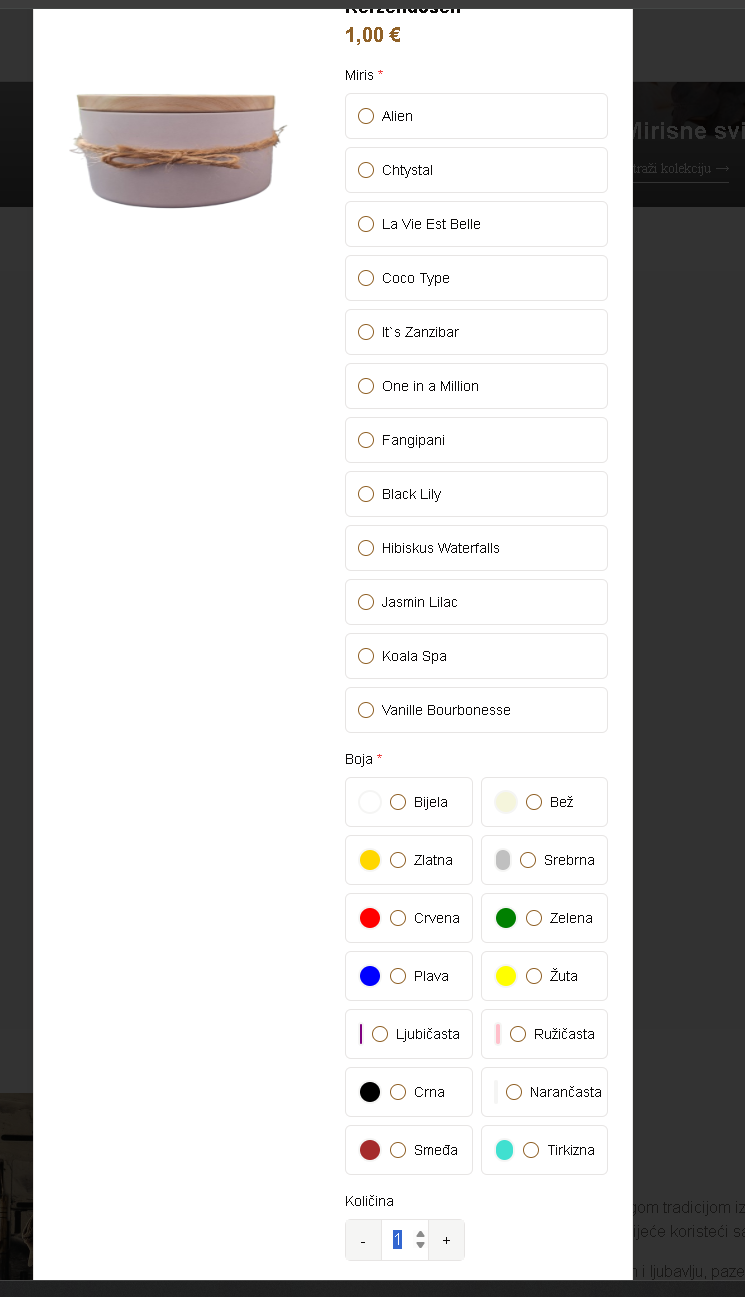 Kerzendosen
1,00 €
Miris *
Alien
Chtystal
La Vie Est Belle
Coco Type
It`s Zanzibar
One in a Million
Fangipani
Black Lily
Hibiskus Waterfalls
Jasmin Lilac
Koala Spa
Vanille Bourbonesse
Boja *
Bijela
Bež
Zlatna
Srebrna
Crvena
Zelena
Plava
Žuta
Ljubičasta
Ružičasta
Crna
Narančasta
Smeđa
Tirkizna
Količina
- 1 +
Mirisne svi
traži kolekciju →
gom tradicijom iz
ijeće koristeći sa
n i ljubavlju, paze